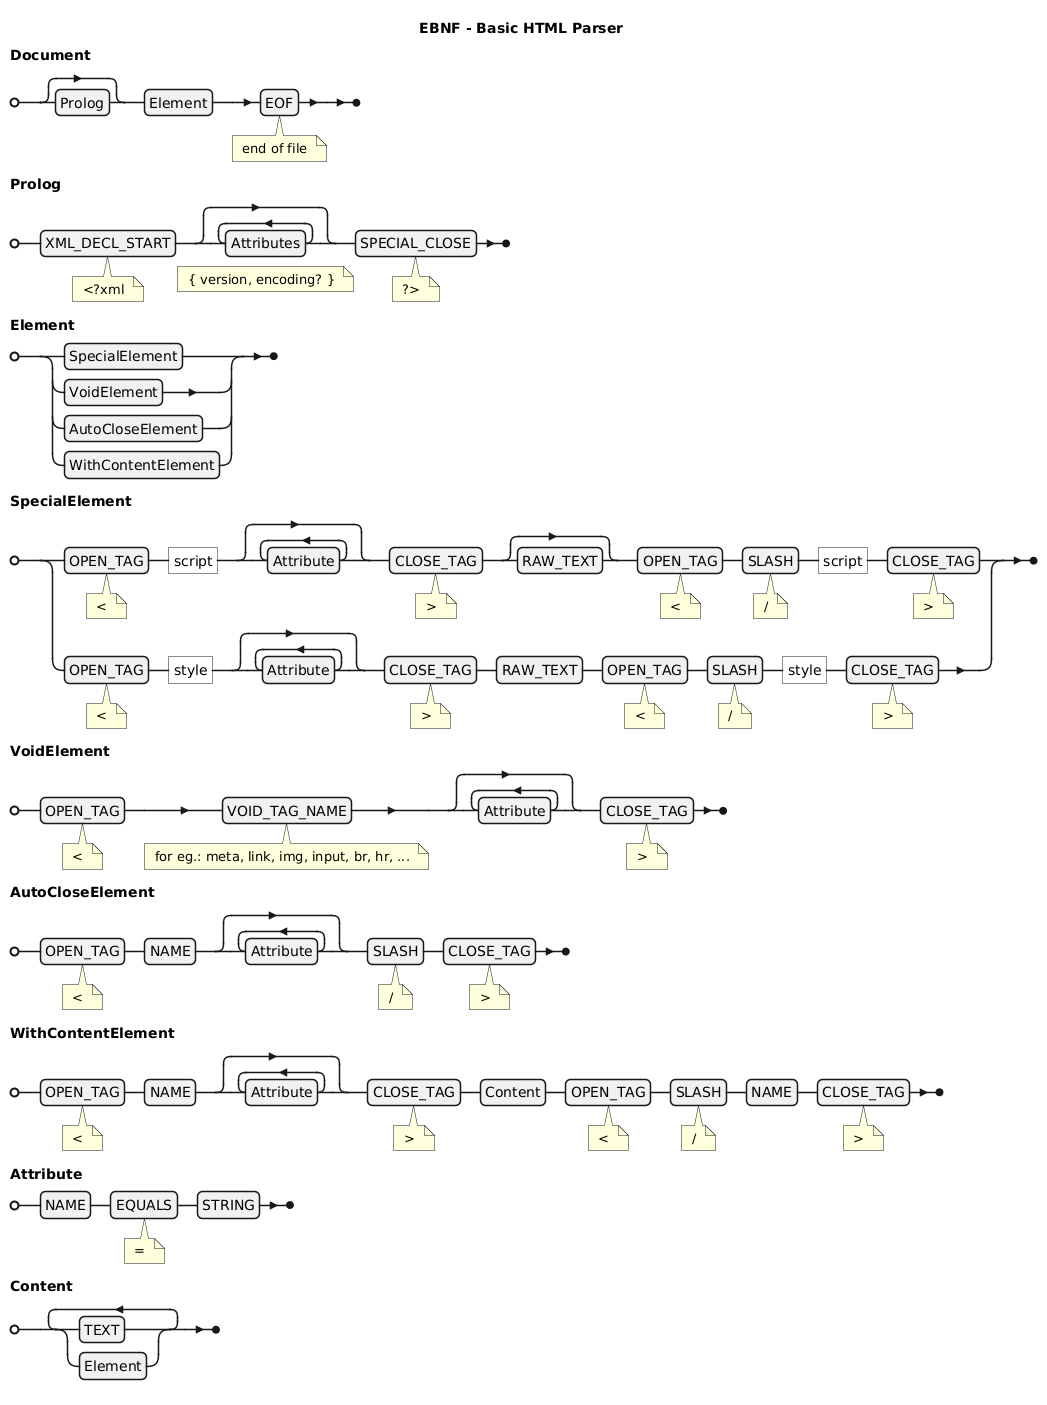 EBNF - Basic HTML Parser
Document
Prolog Element EOF
end of file
Prolog
XML_DECL_START Attributes SPECIAL_CLOSE
<?xml { version, encoding? } ?>
Element
SpecialElement
VoidElement
AutoCloseElement
WithContentElement
SpecialElement
OPEN_TAG script Attribute CLOSE_TAG RAW_TEXT OPEN_TAG SLASH script CLOSE_TAG
< > < / >
OPEN_TAG style Attribute CLOSE_TAG RAW_TEXT OPEN_TAG SLASH style CLOSE_TAG
< > < / >
VoidElement
OPEN_TAG VOID_TAG_NAME Attribute CLOSE_TAG
< for eg.: meta, link, img, input, br, hr, ... >
AutoCloseElement
OPEN_TAG NAME Attribute SLASH CLOSE_TAG
< / >
WithContentElement
OPEN_TAG NAME Attribute CLOSE_TAG Content OPEN_TAG SLASH NAME CLOSE_TAG
< > < / >
Attribute
NAME EQUALS STRING
=
Content
TEXT
Element